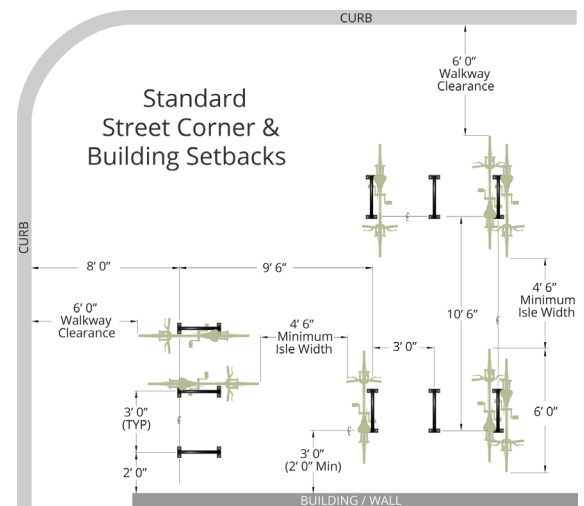 CURB
6' 0"
Walkway
Clearance
Standard
Street Corner &
Building Setbacks
CURB
8' 0"
9' 6"
6' 0"
Walkway
Clearance
4' 6"
Minimum
Isle Width
3' 0"
10' 6"
4' 6"
Minimum
Isle Width
6' 0"
3' 0"
(TYP)
2' 0"
3' 0"
(2' 0" Min)
BUILDING / WALL